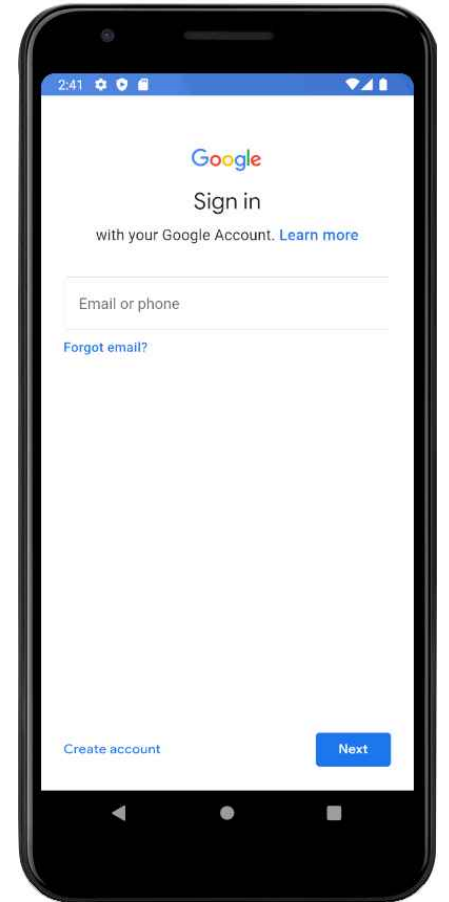 2:41
Google
Sign in
with your Google Account. Learn more
Email or phone
Forgot email?
Create account
Next